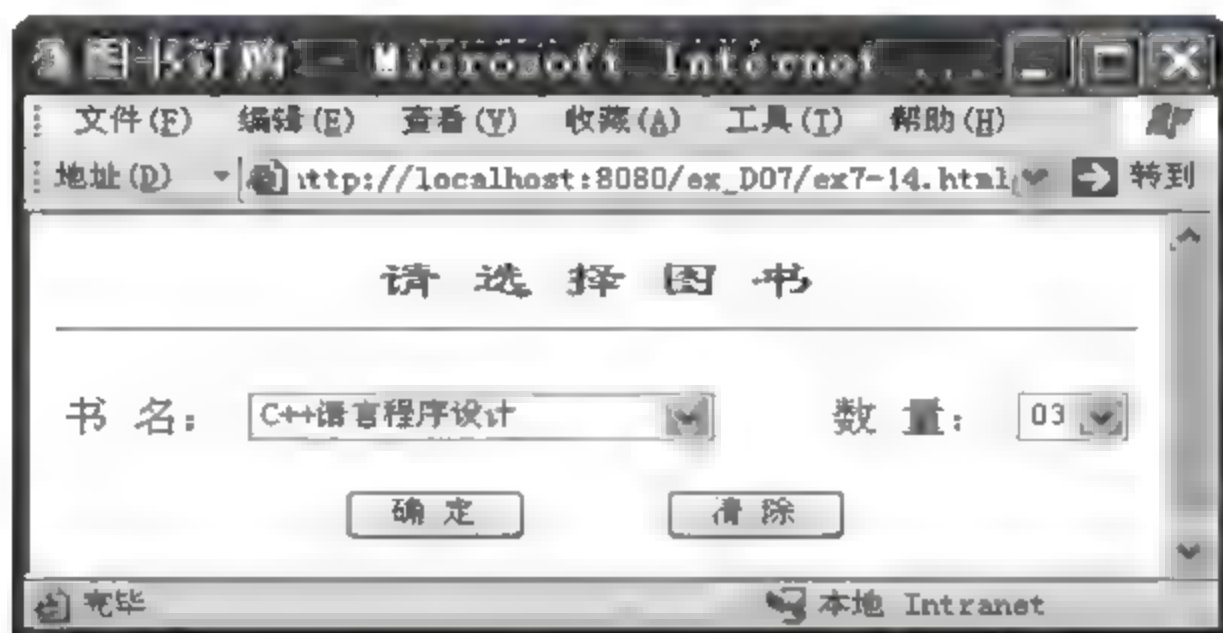 图书订购 - Microsoft Internet ...
文件(F) 编辑(E) 查看(V) 收藏(A) 工具(T) 帮助(H)
地址(D) http://localhost:8080/ex_D07/ex7-14.html 转到
请 选 择 图 书
书 名： C++语言程序设计 数 量： 03
确 定 清 除
完毕 本地 Intranet